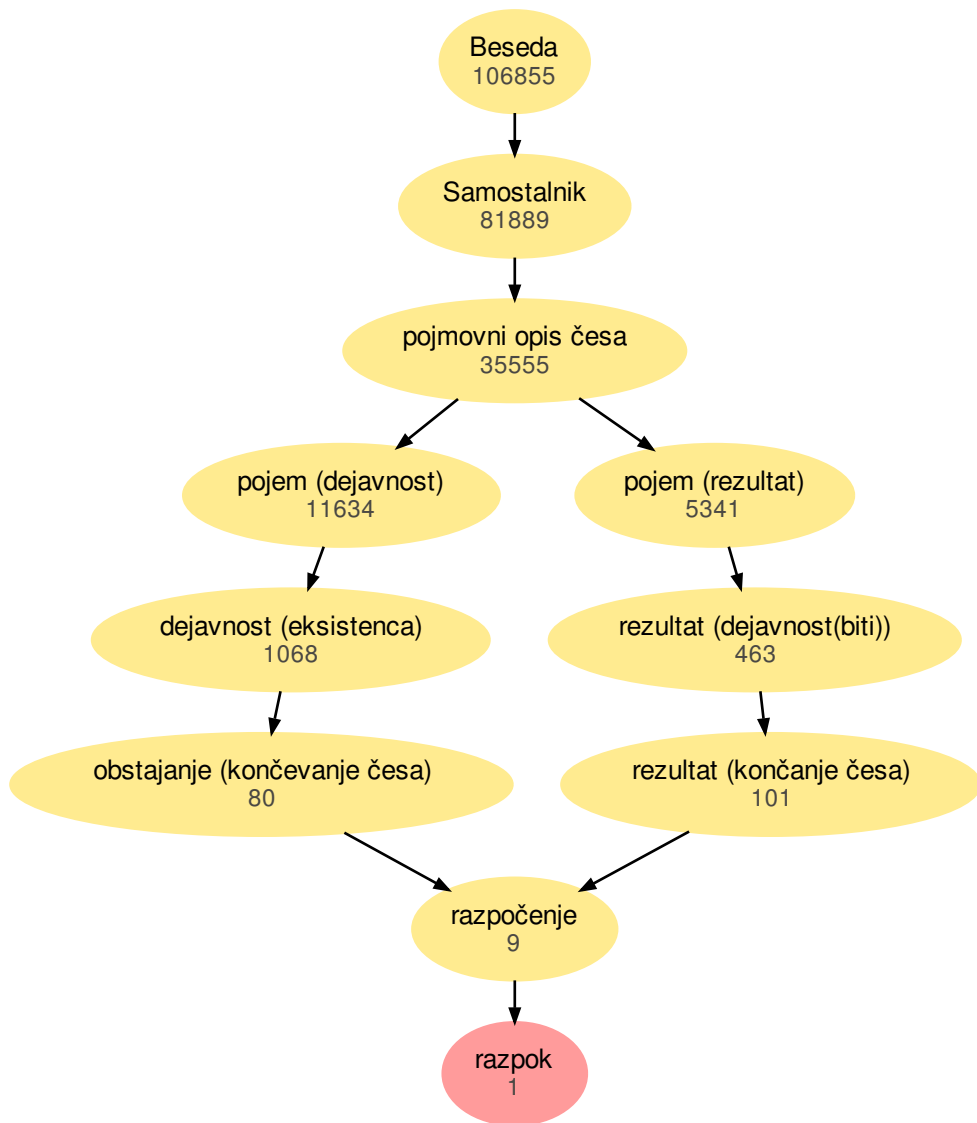 Beseda
106855
Samostalnik
81889
pojmovni opis česa
35555
pojem (dejavnost)
11634
pojem (rezultat)
5341
dejavnost (eksistenca)
1068
rezultat (dejavnost(biti))
463
obstajanje (končevanje česa)
80
rezultat (končanje česa)
101
razpočenje
9
razpok
1